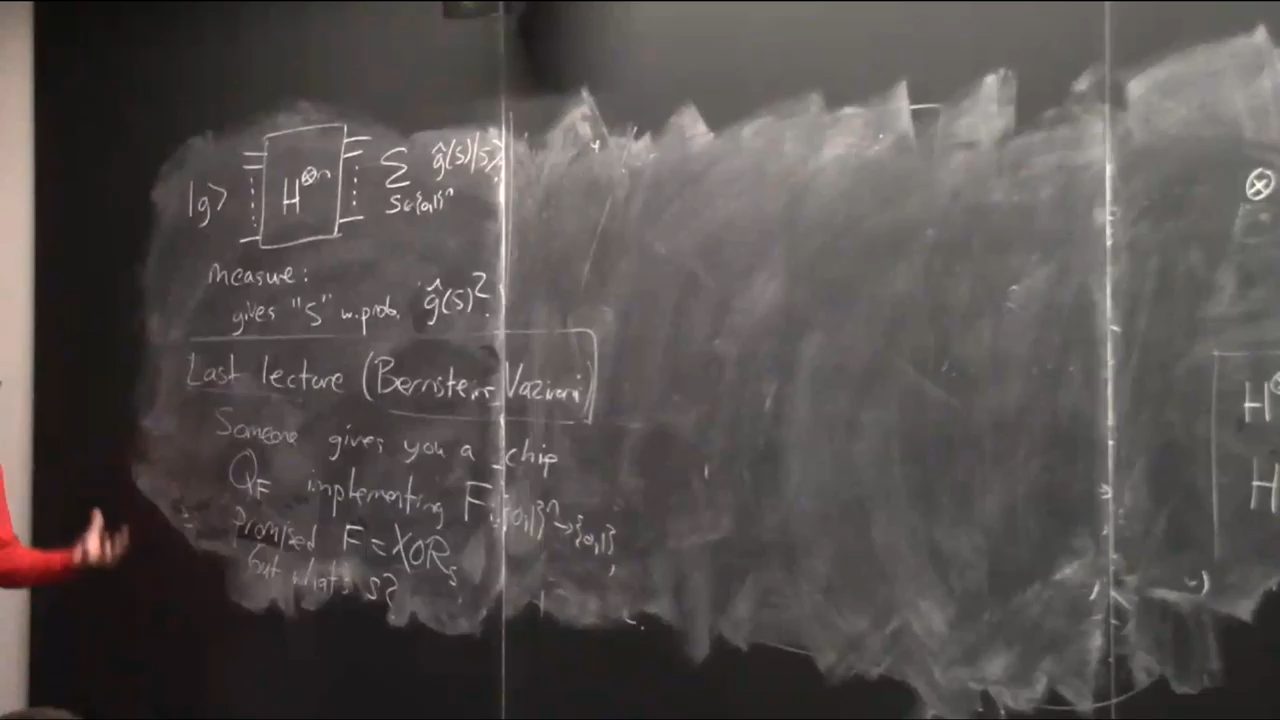 |g> H^{⊗n} ∑_{S∈{0,1}^n} ĝ(S)|S>
measure:
gives "S" w.prob. ĝ(S)^2.
Last lecture (Bernstein Vazirani)
Someone gives you a chip
Q_F implementing F:{0,1}^n→{0,1},
promised F = XOR_s
but what's s?
⊗
H^⊗
H